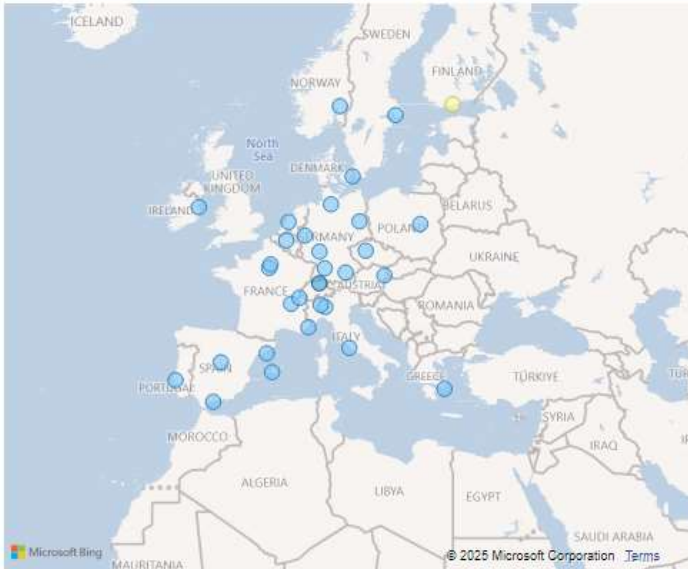 ICELAND
SWEDEN
FINLAND
NORWAY
North
Sea
DENMARK
UNITED
KINGDOM
IRELAND
BELARUS
POLAND
GERMANY
UKRAINE
AUSTRIA
FRANCE
ROMANIA
ITALY
SPAIN
PORTUGAL
GREECE
TÜRKIYE
SYRIA
MOROCCO
IRAQ
ALGERIA
LIBYA
EGYPT
SAUDI ARABIA
MAURITANIA
Microsoft Bing
© 2025 Microsoft Corporation Terms